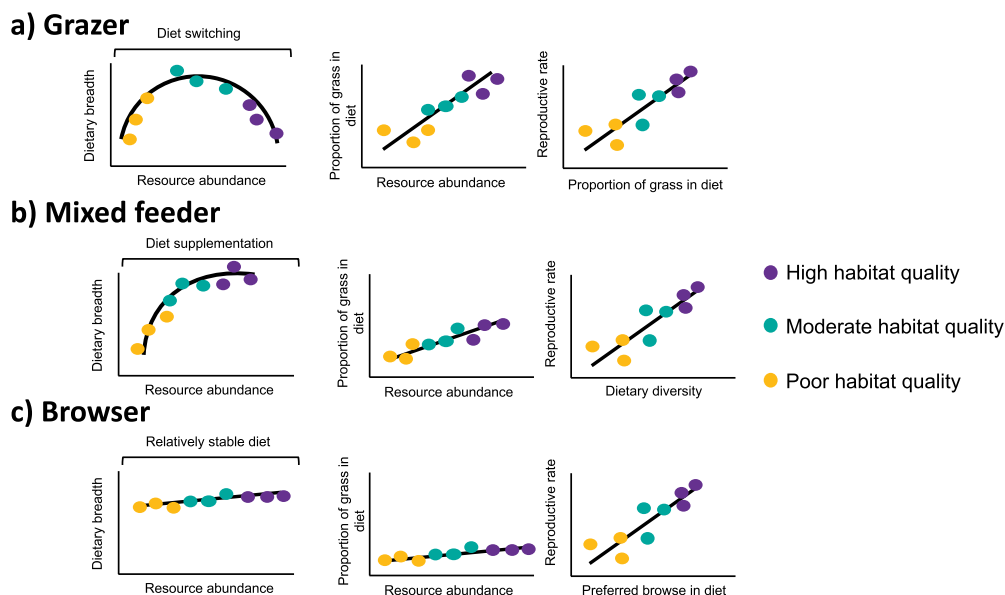 a) Grazer
Diet switching
Dietary breadth
Resource abundance
Proportion of grass in
diet
Resource abundance
Reproductive rate
Proportion of grass in diet
b) Mixed feeder
Diet supplementation
Dietary breadth
Resource abundance
Proportion of grass in
diet
Resource abundance
Reproductive rate
Dietary diversity
High habitat quality
Moderate habitat quality
Poor habitat quality
c) Browser
Relatively stable diet
Dietary breadth
Resource abundance
Proportion of grass in
diet
Resource abundance
Reproductive rate
Preferred browse in diet